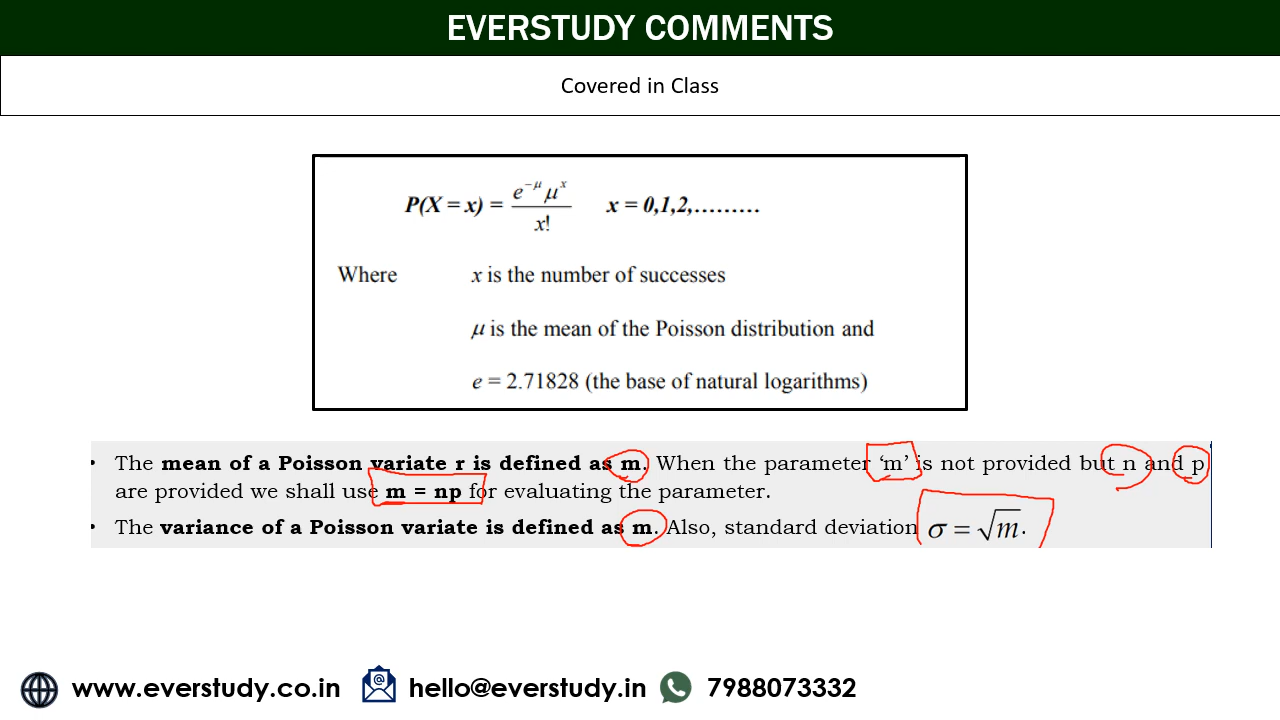 EVERSTUDY COMMENTS
Covered in Class
P(X = x) = e^{-μ} μ^x / x!   x = 0,1,2,.........
Where x is the number of successes
μ is the mean of the Poisson distribution and
e = 2.71828 (the base of natural logarithms)
• The mean of a Poisson variate r is defined as m. When the parameter ‘m’ is not provided but n and p
are provided we shall use m = np for evaluating the parameter.
• The variance of a Poisson variate is defined as m. Also, standard deviation σ = √m.
www.everstudy.co.in hello@everstudy.in 7988073332